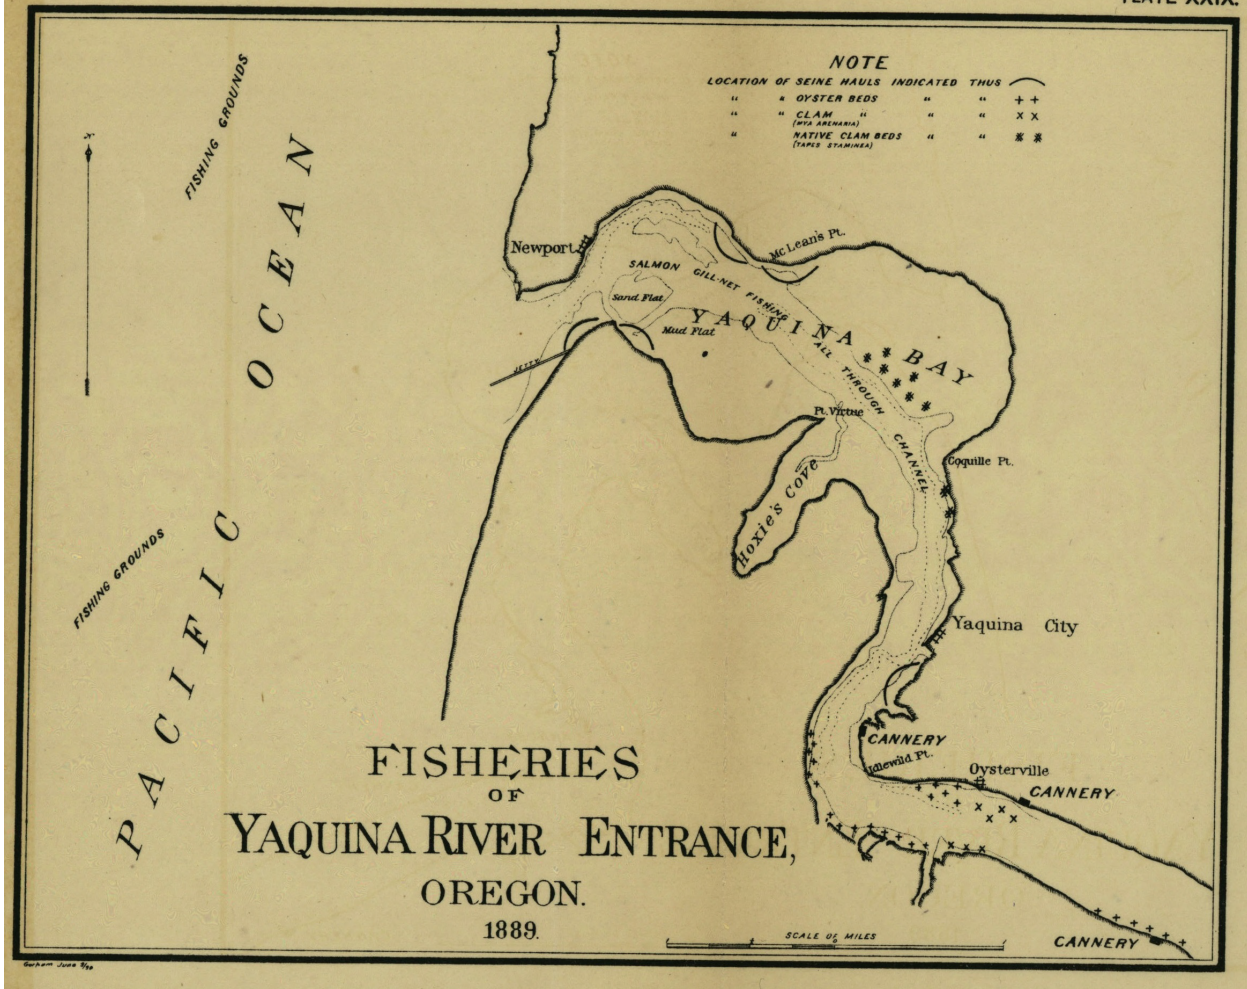 PLATE XXIX.
NOTE
LOCATION OF SEINE HAULS INDICATED THUS
" " OYSTER BEDS " " + +
" " CLAM " " " x x
(MYA ARENARIA)
" NATIVE CLAM BEDS " " * *
(TAPES STAMINEA)
FISHING GROUNDS
PACIFIC OCEAN
FISHING GROUNDS
Newport
McLean's Pt.
SALMON GILL-NET FISHING ALL THROUGH CHANNEL
Sand Flat
Mud Flat
YAQUINA BAY
JETTY
Pt. Virtue
Coquille Pt.
Hoxie's Cove
Yaquina City
CANNERY
Idlewild Pt.
Oysterville
CANNERY
CANNERY
FISHERIES
OF
YAQUINA RIVER ENTRANCE,
OREGON.
1889.
SCALE OF MILES